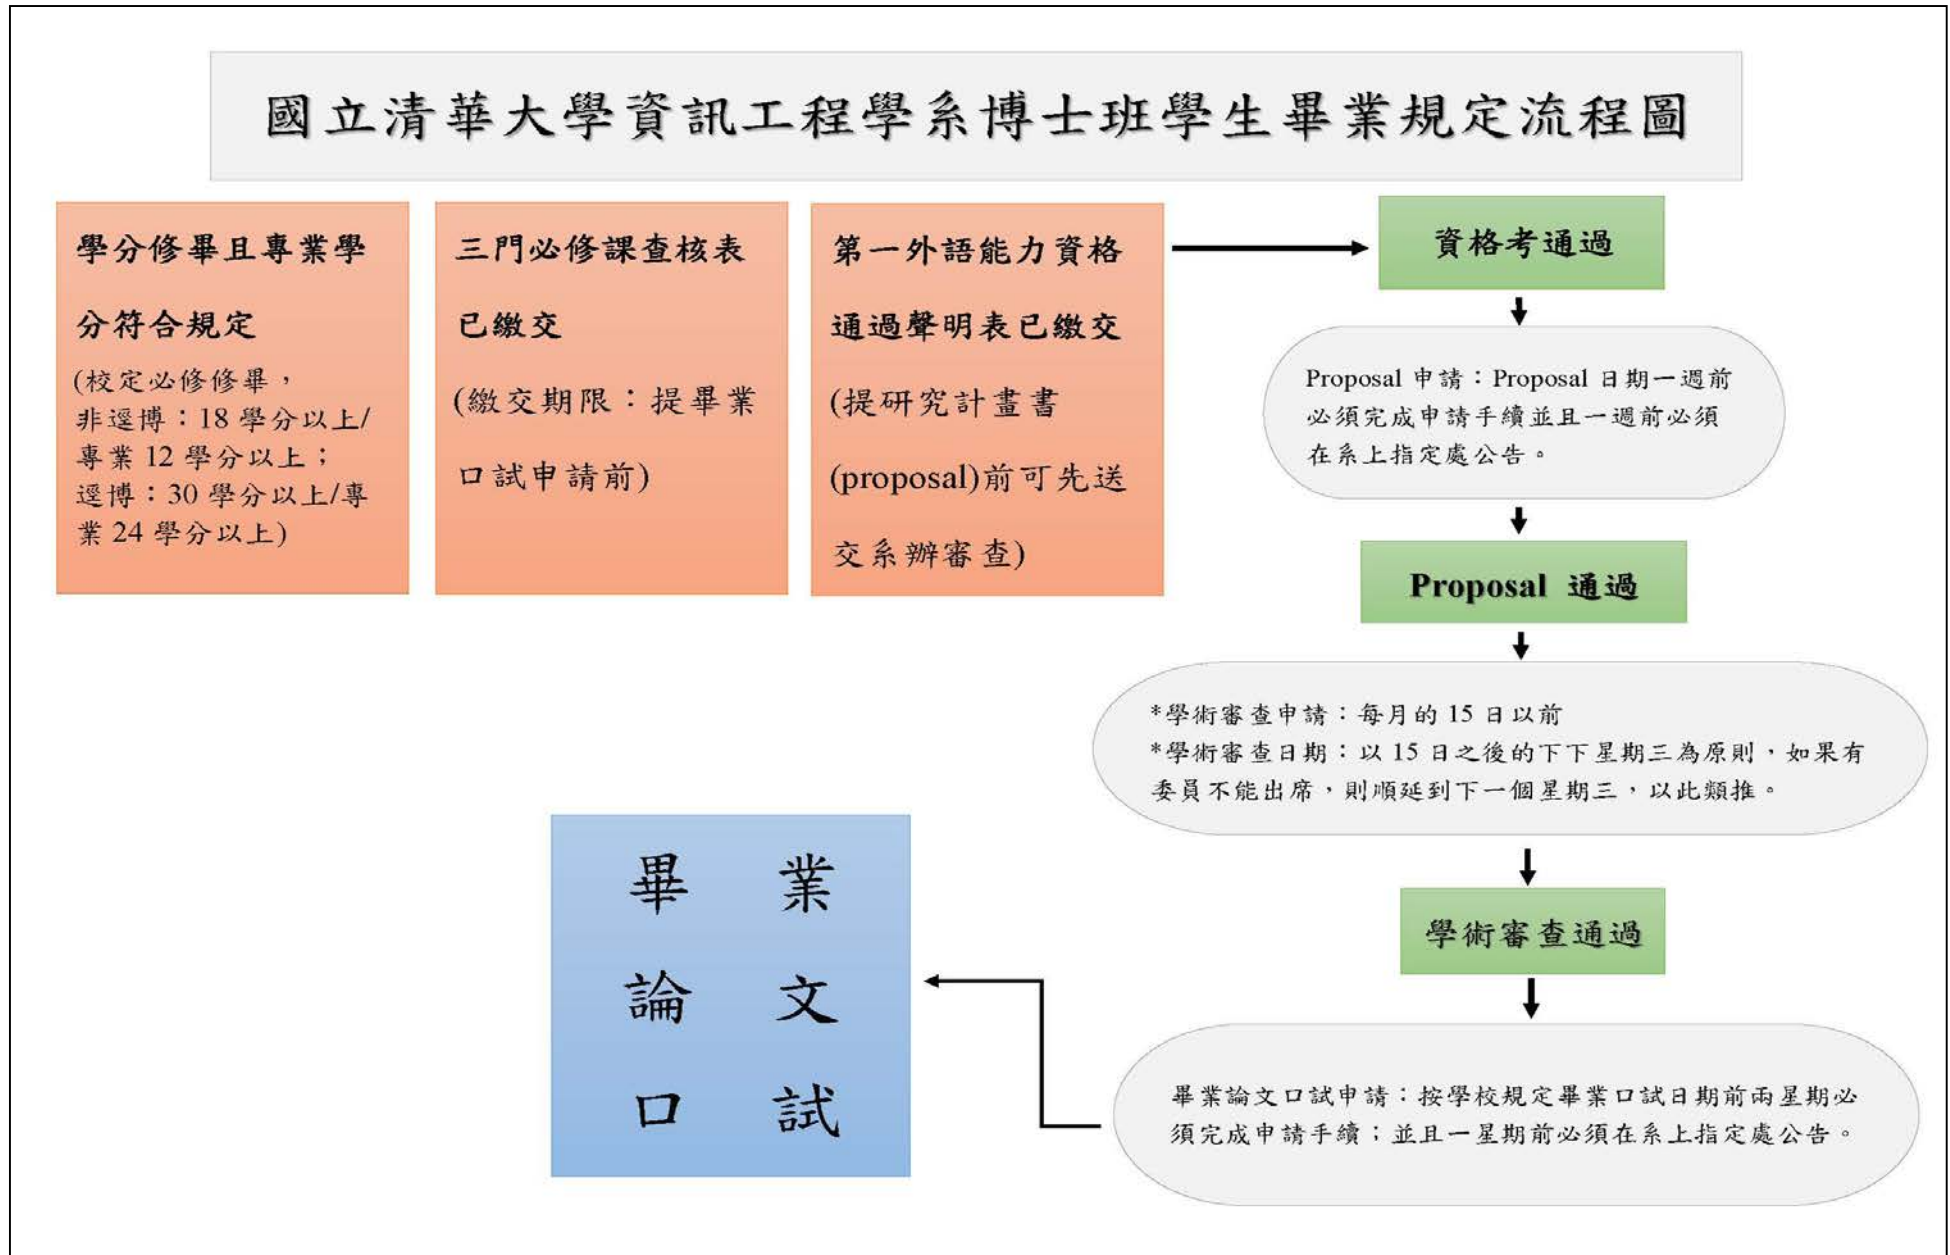 國立清華大學資訊工程學系博士班學生畢業規定流程圖
學分修畢且專業學
分符合規定
(校定必修修畢，
非逕博：18 學分以上/
專業 12 學分以上；
逕博：30 學分以上/專
業 24 學分以上)
三門必修課查核表
已繳交
(繳交期限：提畢業
口試申請前)
第一外語能力資格
通過聲明表已繳交
(提研究計畫書
(proposal)前可先送
交系辦審查)
資格考通過
Proposal 申請：Proposal 日期一週前
必須完成申請手續並且一週前必須
在系上指定處公告。
Proposal 通過
*學術審查申請：每月的 15 日以前
*學術審查日期：以 15 日之後的下下星期三為原則，如果有
委員不能出席，則順延到下一個星期三，以此類推。
學術審查通過
畢業論文口試申請：按學校規定畢業口試日期前兩星期必
須完成申請手續；並且一星期前必須在系上指定處公告。
畢業
論文
口試